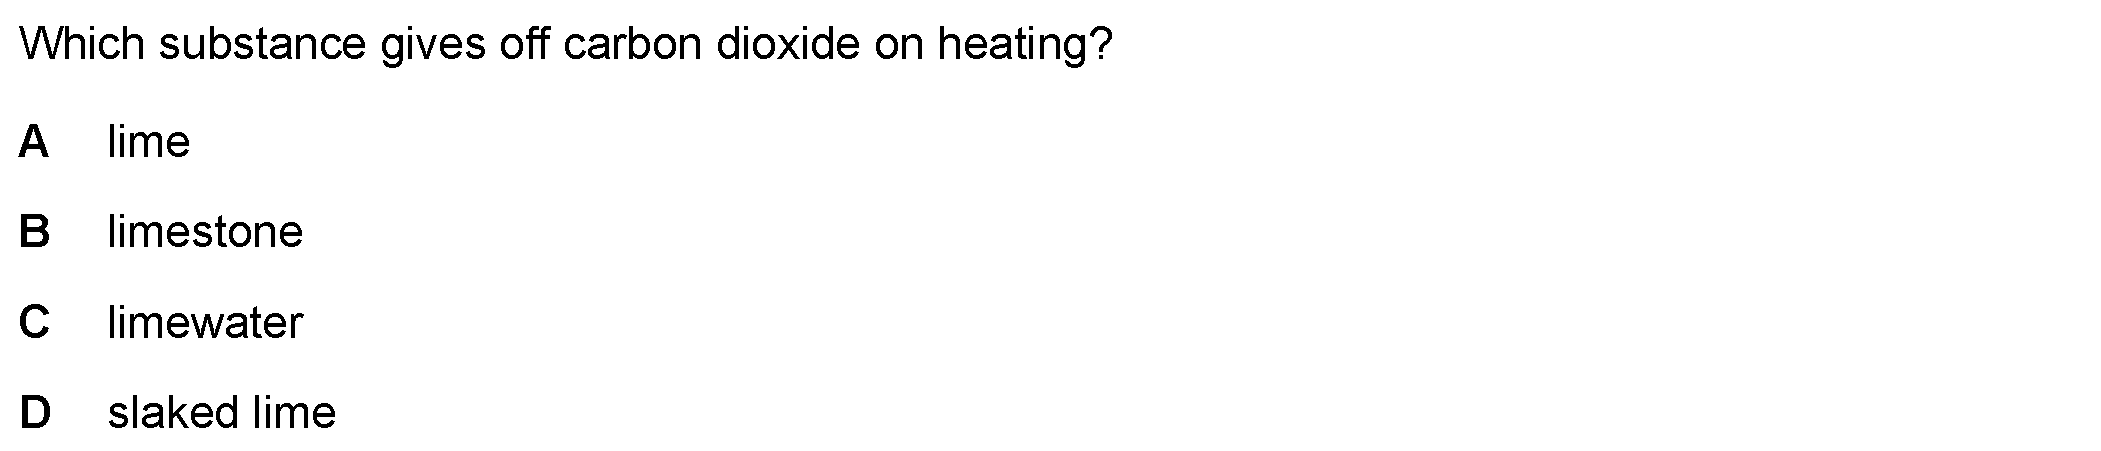 Which substance gives off carbon dioxide on heating?
A lime
B limestone
C limewater
D slaked lime